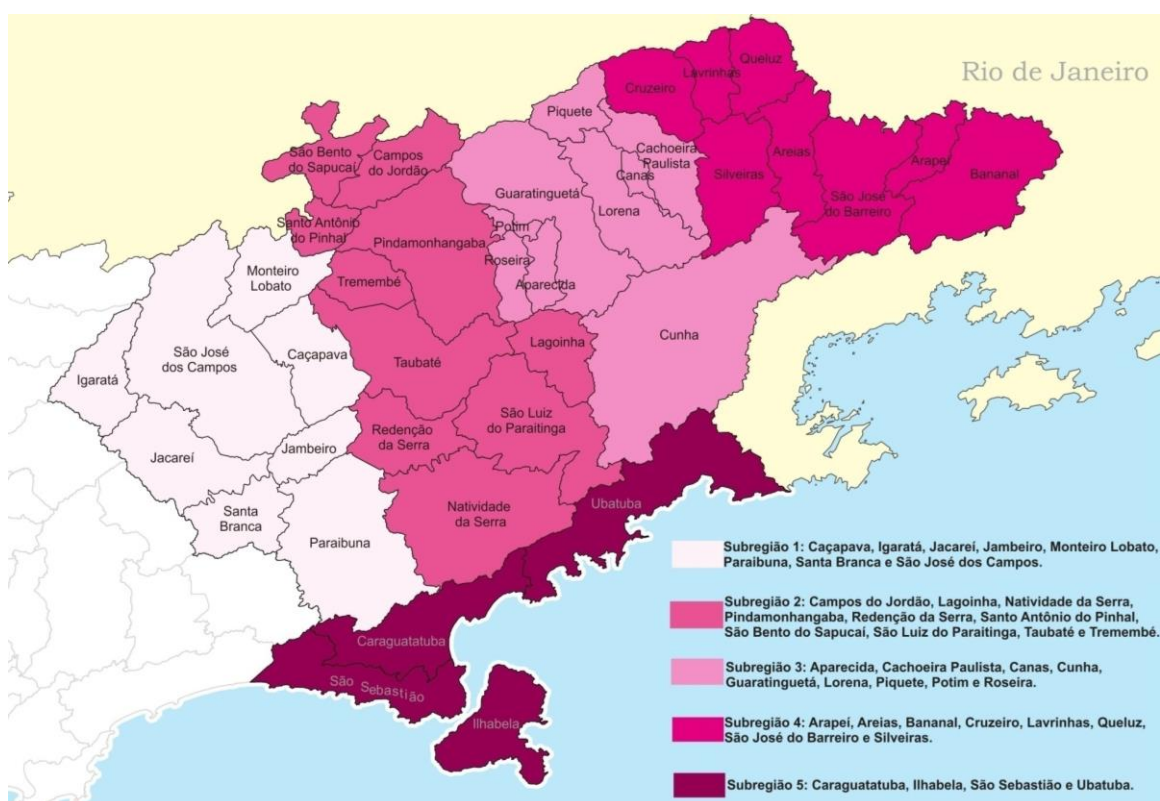 Rio de Janeiro
Queluz
Lavrinhas
Cruzeiro
Piquete
Cachoeira
Paulista
Areias
Arapeí
São Bento
do Sapucaí
Campos
do Jordão
Canas
Silveiras
Bananal
Guaratinguetá
São José
do Barreiro
Lorena
Santo Antônio
do Pinhal
Potim
Pindamonhangaba
Roseira
Monteiro
Lobato
Tremembé
Aparecida
Cunha
São José
dos Campos
Caçapava
Lagoinha
Taubaté
Igaratá
São Luiz
do Paraitinga
Redenção
da Serra
Jambeiro
Jacareí
Ubatuba
Natividade
da Serra
Santa
Branca
Paraibuna
Caraguatatuba
São Sebastião
Ilhabela
Subregião 1: Caçapava, Igaratá, Jacareí, Jambeiro, Monteiro Lobato,
Paraibuna, Santa Branca e São José dos Campos.
Subregião 2: Campos do Jordão, Lagoinha, Natividade da Serra,
Pindamonhangaba, Redenção da Serra, Santo Antônio do Pinhal,
São Bento do Sapucaí, São Luiz do Paraitinga, Taubaté e Tremembé.
Subregião 3: Aparecida, Cachoeira Paulista, Canas, Cunha,
Guaratinguetá, Lorena, Piquete, Potim e Roseira.
Subregião 4: Arapeí, Areias, Bananal, Cruzeiro, Lavrinhas, Queluz,
São José do Barreiro e Silveiras.
Subregião 5: Caraguatatuba, Ilhabela, São Sebastião e Ubatuba.